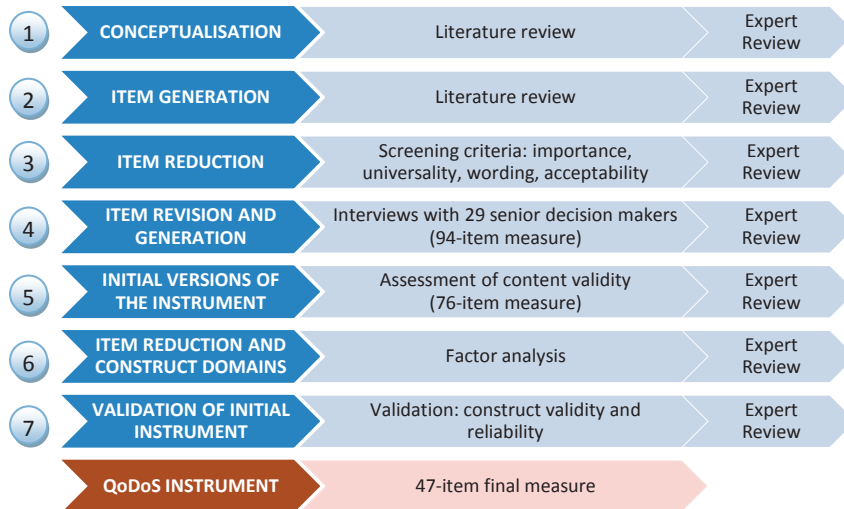 1
CONCEPTUALISATION
Literature review
Expert
Review
2
ITEM GENERATION
Literature review
Expert
Review
3
ITEM REDUCTION
Screening criteria: importance,
universality, wording, acceptability
Expert
Review
4
ITEM REVISION AND
GENERATION
Interviews with 29 senior decision makers
(94-item measure)
Expert
Review
5
INITIAL VERSIONS OF
THE INSTRUMENT
Assessment of content validity
(76-item measure)
Expert
Review
6
ITEM REDUCTION AND
CONSTRUCT DOMAINS
Factor analysis
Expert
Review
7
VALIDATION OF INITIAL
INSTRUMENT
Validation: construct validity and
reliability
Expert
Review
QoDoS INSTRUMENT
47-item final measure